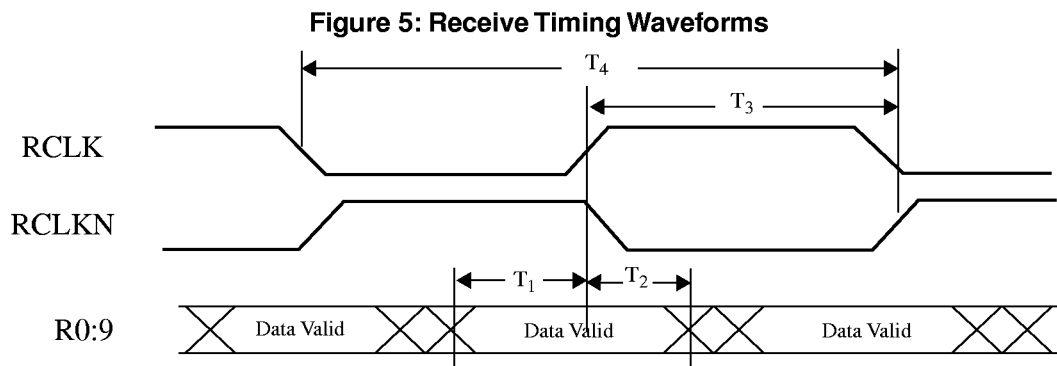 Figure 5: Receive Timing Waveforms
T4
T3
RCLK
RCLKN
T1
T2
R0:9
Data Valid
Data Valid
Data Valid